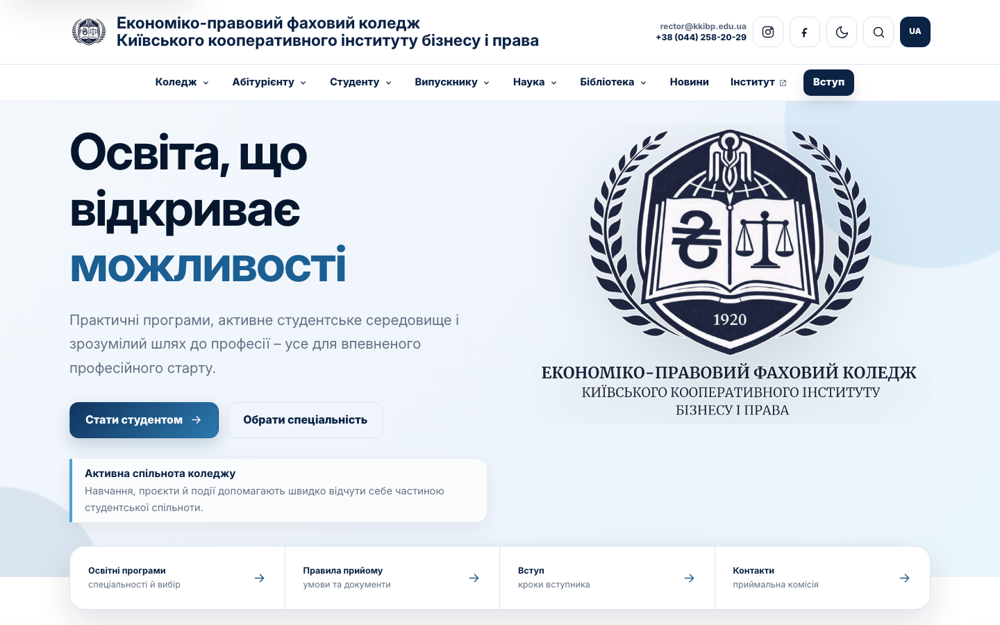 Економіко-правовий фаховий коледж
Київського кооперативного інституту бізнесу і права
rector@kkibp.edu.ua
+38 (044) 258-20-29
UA
Коледж
Абітурієнту
Студенту
Випускнику
Наука
Бібліотека
Новини
Інститут
Вступ
Освіта, що
відкриває
можливості
Практичні програми, активне студентське середовище і
зрозумілий шлях до професії – усе для впевненого
професійного старту.
Стати студентом
Обрати спеціальність
Активна спільнота коледжу
Навчання, проєкти й події допомагають швидко відчути себе частиною
студентської спільноти.
1920
ЕКОНОМІКО-ПРАВОВИЙ ФАХОВИЙ КОЛЕДЖ
КИЇВСЬКОГО КООПЕРАТИВНОГО ІНСТИТУТУ
БІЗНЕСУ І ПРАВА
Освітні програми
спеціальності й вибір
Правила прийому
умови та документи
Вступ
кроки вступника
Контакти
приймальна комісія